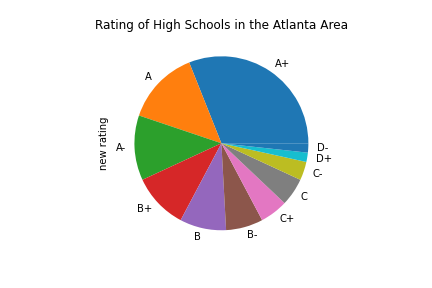 Rating of High Schools in the Atlanta Area
new rating
A+
A
A-
B+
B
B-
C+
C
C-
D+
D-